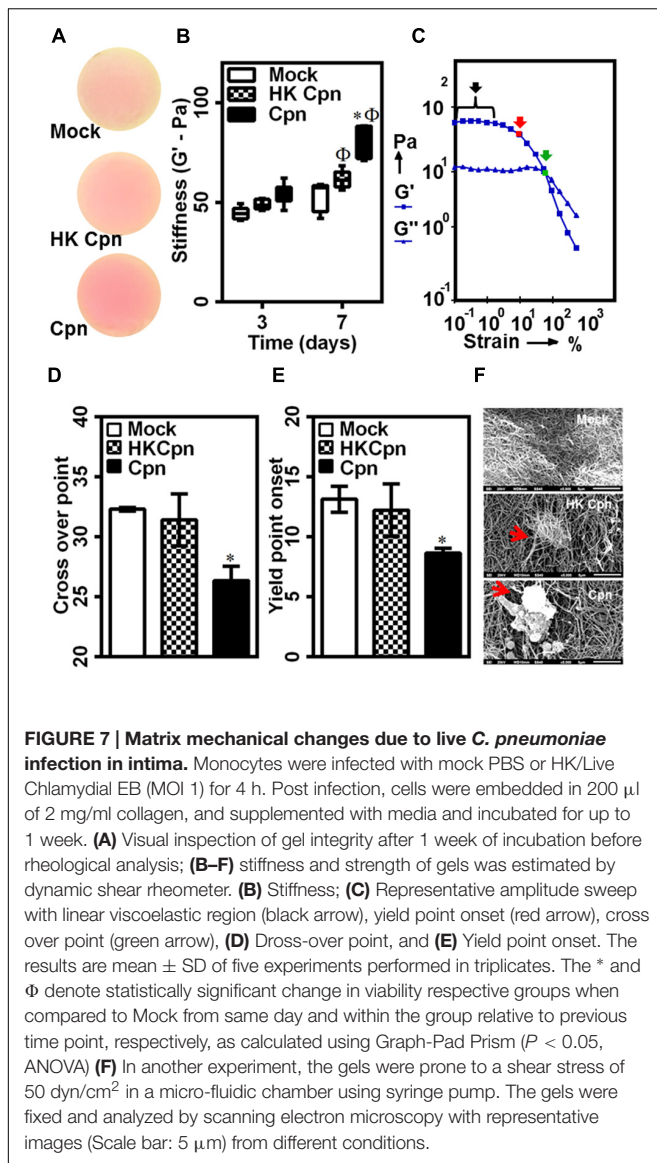 A
Mock
HK Cpn
Cpn
B
Mock
HK Cpn
Cpn
Stiffness (G' - Pa)
100
50
0
* Φ
Φ
3
7
Time (days)
C
10²
Pa
G'
G''
10¹
10⁰
10⁻¹
10⁻¹ 10⁰ 10¹ 10² 10³
Strain → %
D
Mock
HKCpn
Cpn
Cross over point
40
35
30
25
20
*
E
Mock
HKCpn
Cpn
Yield point onset
20
15
10
5
0
*
F
Mock
HK Cpn
Cpn
FIGURE 7 | Matrix mechanical changes due to live C. pneumoniae
infection in intima. Monocytes were infected with mock PBS or HK/Live
Chlamydial EB (MOI 1) for 4 h. Post infection, cells were embedded in 200 μl
of 2 mg/ml collagen, and supplemented with media and incubated for up to
1 week. (A) Visual inspection of gel integrity after 1 week of incubation before
rheological analysis; (B–F) stiffness and strength of gels was estimated by
dynamic shear rheometer. (B) Stiffness; (C) Representative amplitude sweep
with linear viscoelastic region (black arrow), yield point onset (red arrow), cross
over point (green arrow), (D) Dross-over point, and (E) Yield point onset. The
results are mean ± SD of five experiments performed in triplicates. The * and
Φ denote statistically significant change in viability respective groups when
compared to Mock from same day and within the group relative to previous
time point, respectively, as calculated using Graph-Pad Prism (P < 0.05,
ANOVA) (F) In another experiment, the gels were prone to a shear stress of
50 dyn/cm² in a micro-fluidic chamber using syringe pump. The gels were
fixed and analyzed by scanning electron microscopy with representative
images (Scale bar: 5 μm) from different conditions.